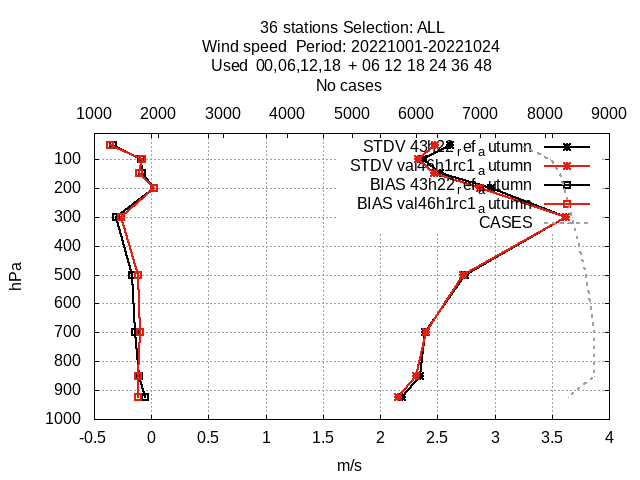 36 stations Selection: ALL
Wind speed  Period: 20221001-20221024
Used  00,06,12,18  + 06 12 18 24 36 48
No cases
1000 2000 3000 4000 5000 6000 7000 8000 9000
STDV 43h22_ref_autumn
STDV val46h1rc1_autumn
BIAS 43h22_ref_autumn
BIAS val46h1rc1_autumn
CASES
hPa
100
200
300
400
500
600
700
800
900
1000
-0.5 0 0.5 1 1.5 2 2.5 3 3.5 4
m/s